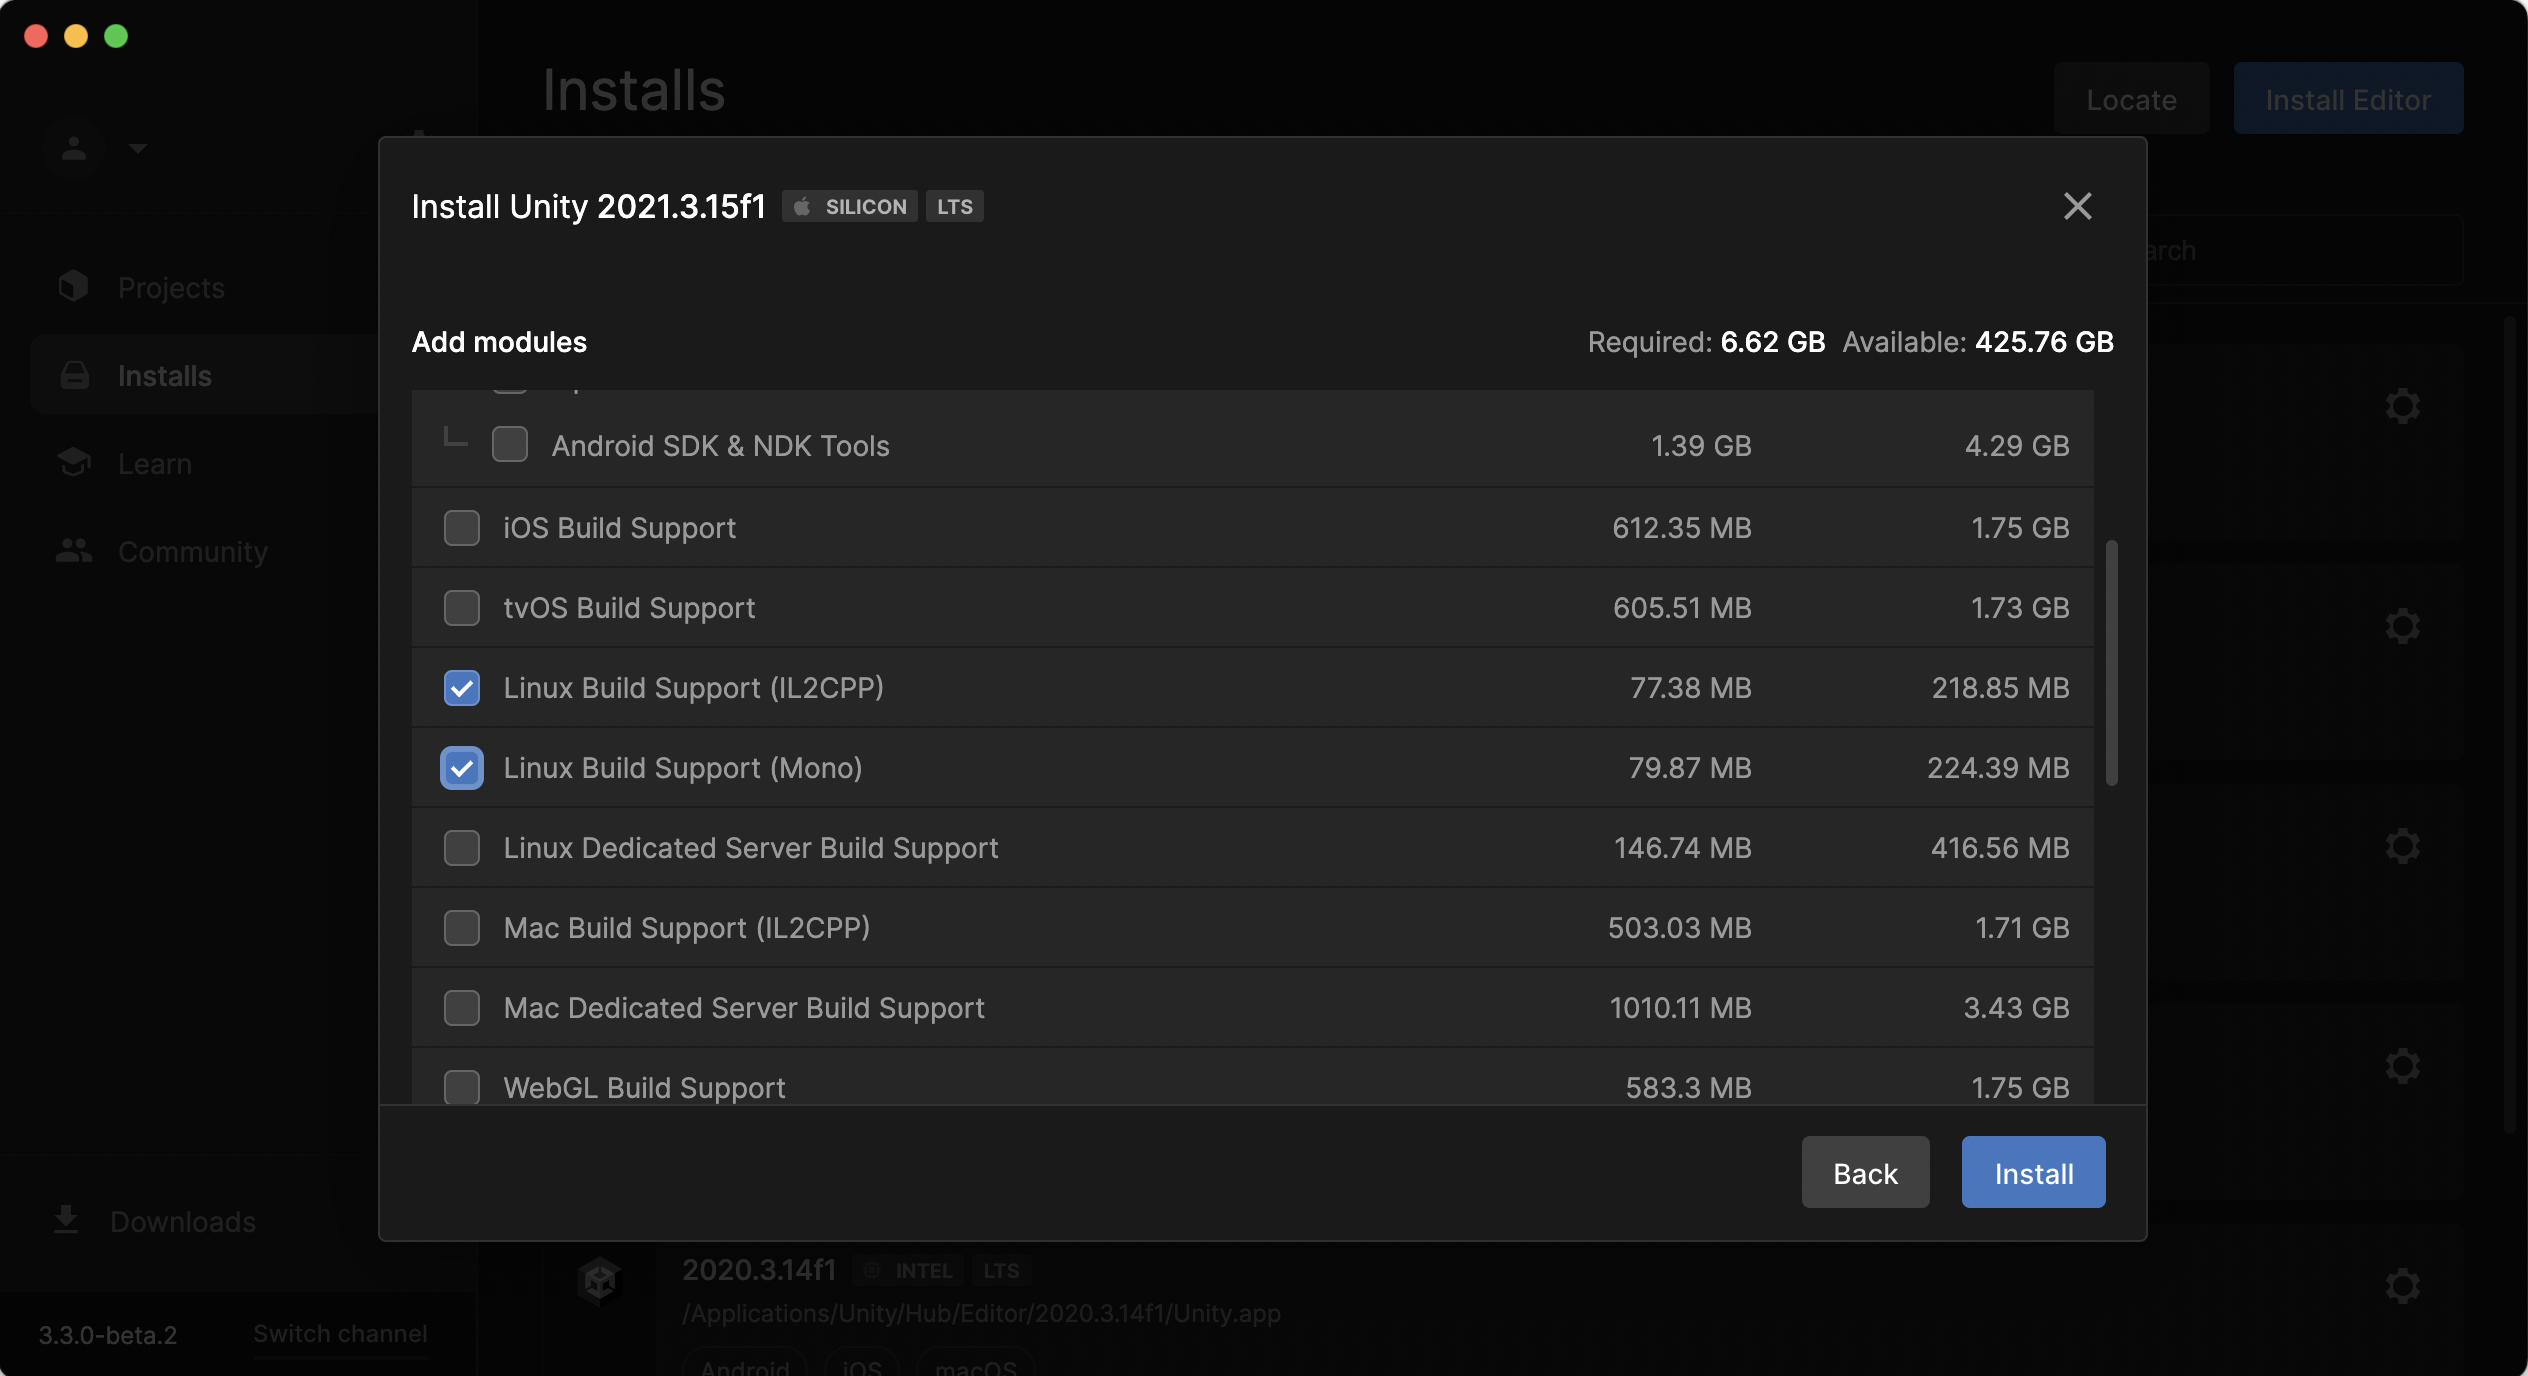 Installs
Locate
Install Editor
Install Unity 2021.3.15f1 SILICON LTS
arch
Projects
Installs
Learn
Community
Add modules
Required: 6.62 GB Available: 425.76 GB
Android SDK & NDK Tools 1.39 GB 4.29 GB
iOS Build Support 612.35 MB 1.75 GB
tvOS Build Support 605.51 MB 1.73 GB
Linux Build Support (IL2CPP) 77.38 MB 218.85 MB
Linux Build Support (Mono) 79.87 MB 224.39 MB
Linux Dedicated Server Build Support 146.74 MB 416.56 MB
Mac Build Support (IL2CPP) 503.03 MB 1.71 GB
Mac Dedicated Server Build Support 1010.11 MB 3.43 GB
WebGL Build Support 583.3 MB 1.75 GB
Back
Install
Downloads
2020.3.14f1 INTEL LTS
/Applications/Unity/Hub/Editor/2020.3.14f1/Unity.app
3.3.0-beta.2
Switch channel
Android iOS macOS